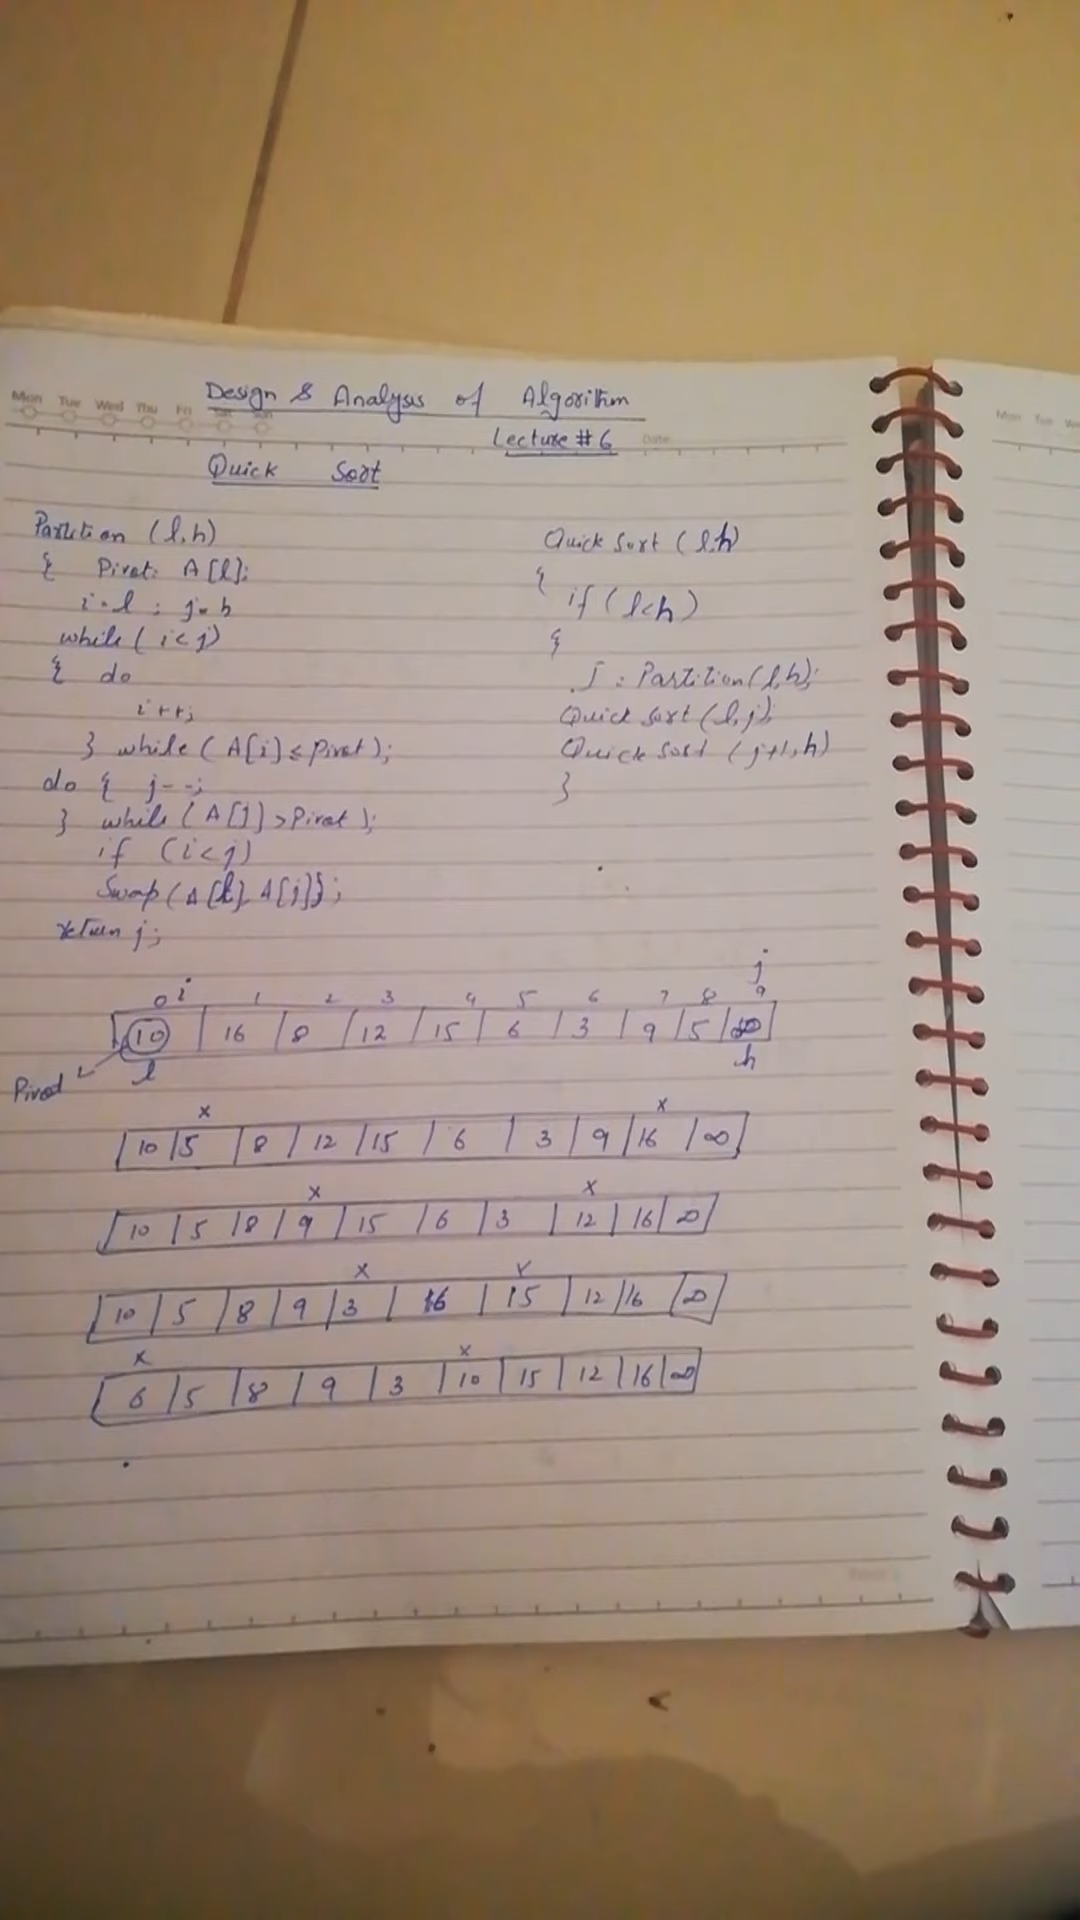 Design & Analysis of Algorithm
Mon Tue Wed Thu Fri Sat Sun
Lecture # 6
Date
Quick Sort
Partition (l,h)
{ Pivot: A[l];
i=l ; j=h
while ( i<j)
{ do
i++;
} while ( A[i] ≤ Pivot );
do { j--;
} while ( A[j] > Pivot );
if (i<j)
Swap ( A[ ], A[j]);
return j;
Quick Sort (l,h)
{
if ( l<h )
{
J : Partition (l,h);
Quick Sort (l,j);
Quick Sort (j+1,h)
}
i j
0 1 2 3 4 5 6 7 8 9
10 16 8 12 15 6 3 9 5 ∞
Pivot l h
x x
10 5 8 12 15 6 3 9 16 ∞
x x
10 5 8 9 15 6 3 12 16 ∞
x x
10 5 8 9 3 16 15 12 16 ∞
x x
6 5 8 9 3 10 15 12 16 ∞
Mon Tue We